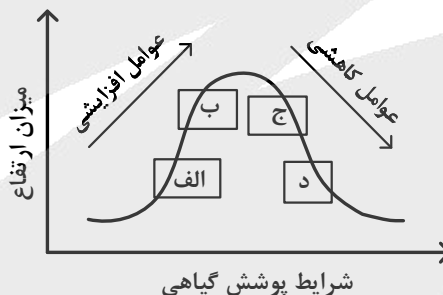 عوامل افزایشی
عوامل کاهشی
میزان ارتفاع
ب
ج
الف
د
شرایط پوشش گیاهی